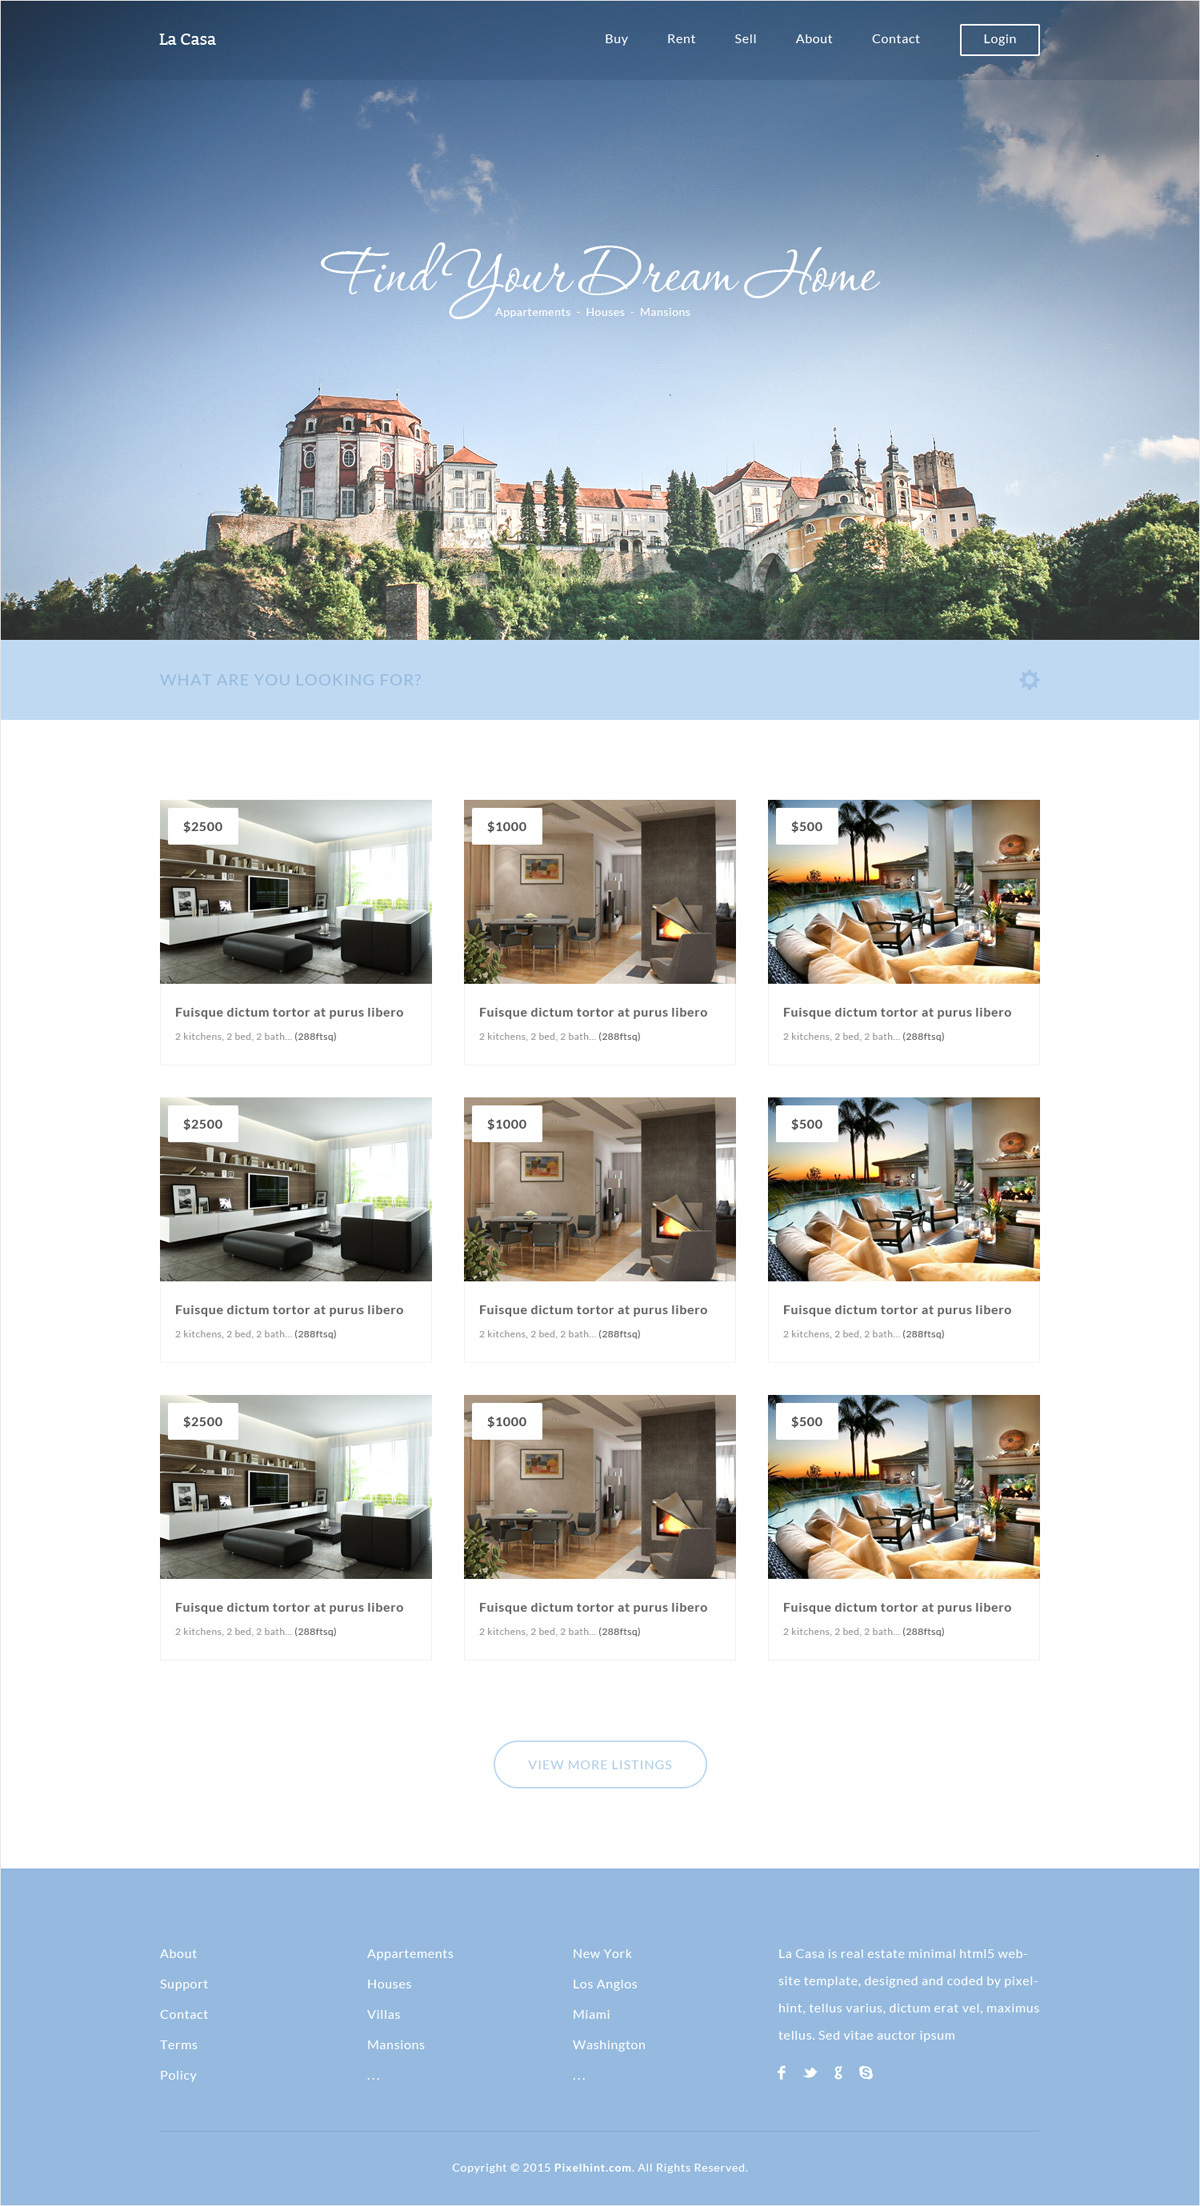 La Casa
Buy Rent Sell About Contact Login
Find Your Dream Home
Appartements - Houses - Mansions
WHAT ARE YOU LOOKING FOR?
$2500 $1000 $500
Fuisque dictum tortor at purus libero Fuisque dictum tortor at purus libero Fuisque dictum tortor at purus libero
2 kitchens, 2 bed, 2 bath... (288ftsq) 2 kitchens, 2 bed, 2 bath... (288ftsq) 2 kitchens, 2 bed, 2 bath... (288ftsq)
$2500 $1000 $500
Fuisque dictum tortor at purus libero Fuisque dictum tortor at purus libero Fuisque dictum tortor at purus libero
2 kitchens, 2 bed, 2 bath... (288ftsq) 2 kitchens, 2 bed, 2 bath... (288ftsq) 2 kitchens, 2 bed, 2 bath... (288ftsq)
$2500 $1000 $500
Fuisque dictum tortor at purus libero Fuisque dictum tortor at purus libero Fuisque dictum tortor at purus libero
2 kitchens, 2 bed, 2 bath... (288ftsq) 2 kitchens, 2 bed, 2 bath... (288ftsq) 2 kitchens, 2 bed, 2 bath... (288ftsq)
VIEW MORE LISTINGS
About
Support
Contact
Terms
Policy
Appartements
Houses
Villas
Mansions
...
New York
Los Anglos
Miami
Washington
...
La Casa is real estate minimal html5 web-
site template, designed and coded by pixel-
hint, tellus varius, dictum erat vel, maximus
tellus. Sed vitae auctor ipsum
Copyright © 2015 Pixelhint.com. All Rights Reserved.